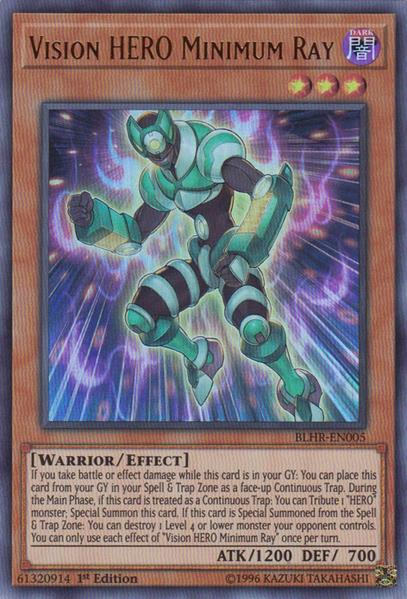 Vision HERO Minimum Ray
DARK
闇
BLHR-EN005
[Warrior/Effect]
If you take battle or effect damage while this card is in your GY: You can place
this card from your GY in your Spell & Trap Zone as a face-up Continuous Trap. During
the Main Phase, if this card is treated as a Continuous Trap: You can Tribute 1 "HERO"
monster; Special Summon this card. If this card is Special Summoned from the Spell
& Trap Zone: You can destroy 1 Level 4 or lower monster your opponent controls.
You can only use each effect of "Vision HERO Minimum Ray" once per turn.
ATK/1200 DEF/ 700
61320914 1st Edition ©1996 KAZUKI TAKAHASHI